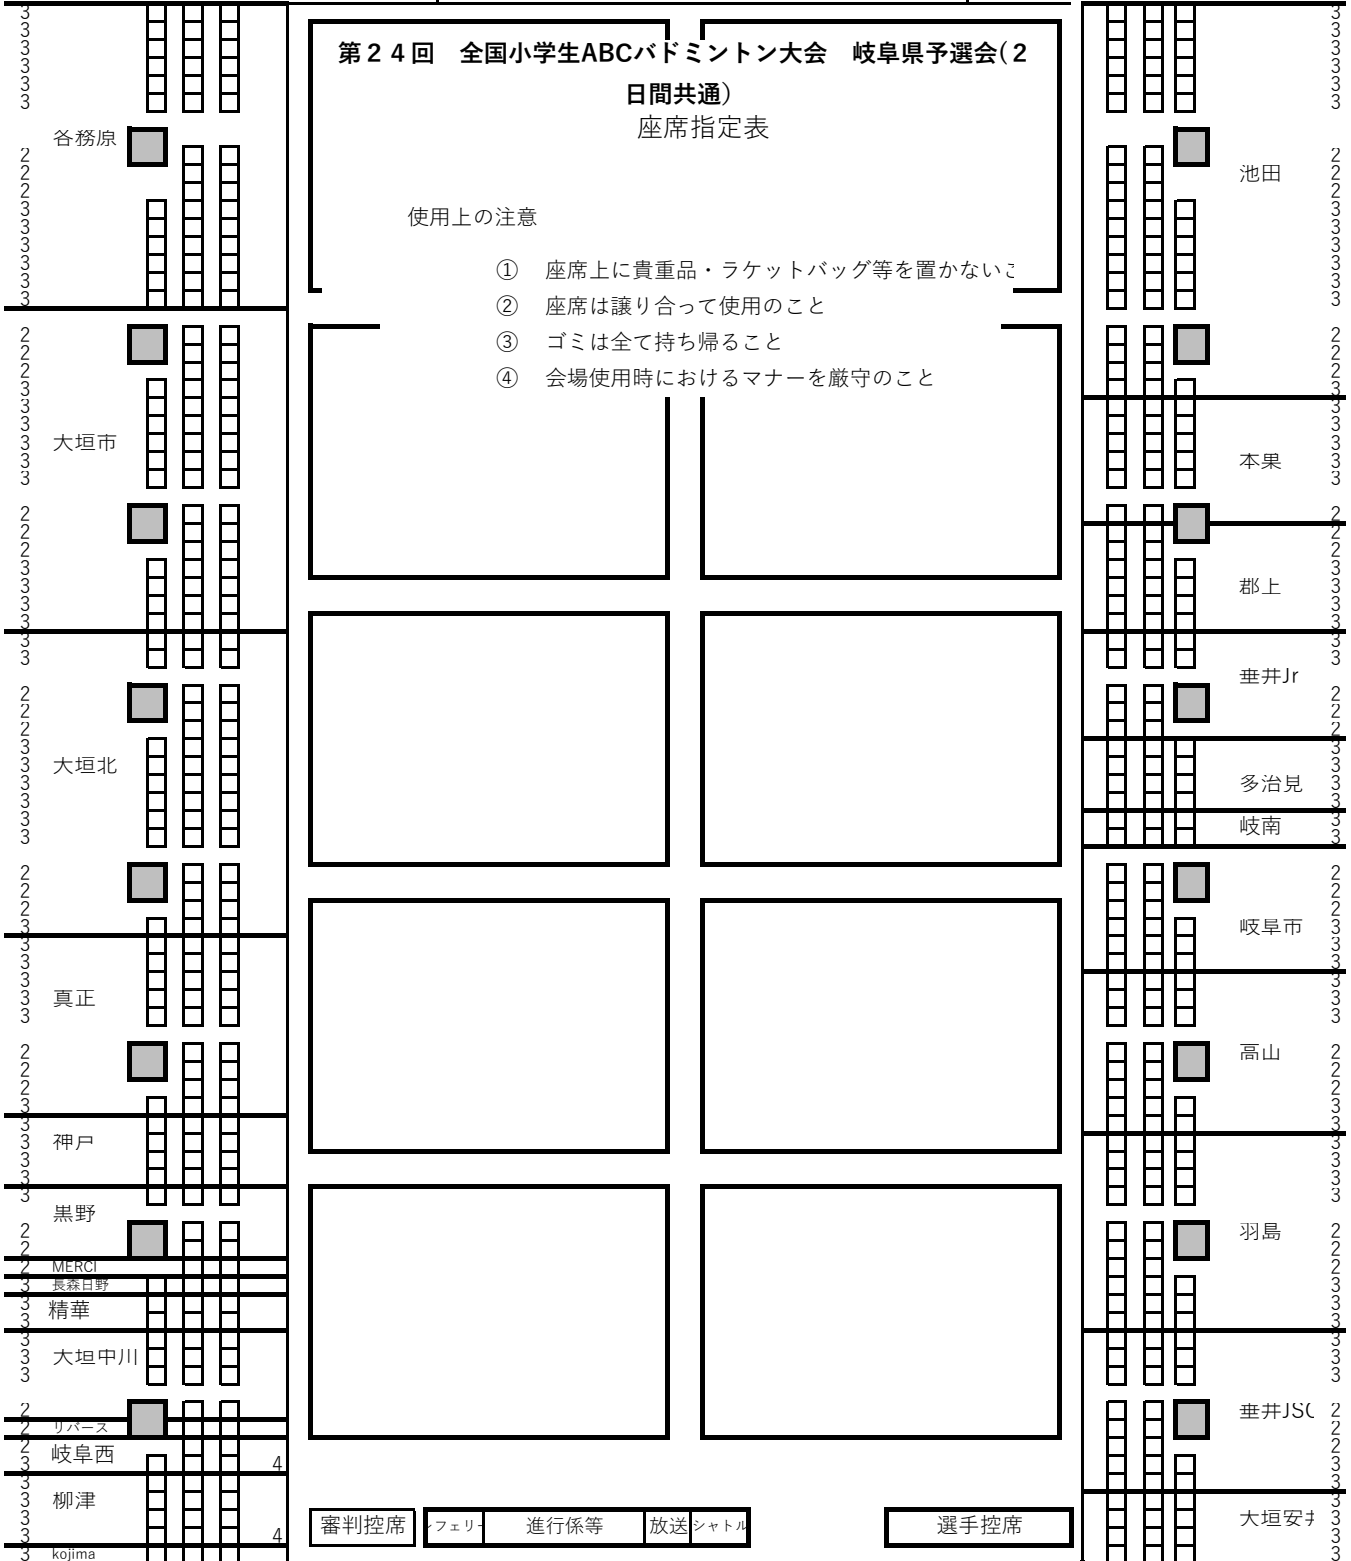 第２４回　全国小学生ABCバドミントン大会　岐阜県予選会(２
日間共通)
座席指定表
使用上の注意
①　座席上に貴重品・ラケットバッグ等を置かないこ
②　座席は譲り合って使用のこと
③　ゴミは全て持ち帰ること
④　会場使用時におけるマナーを厳守のこと
各務原
大垣市
大垣北
真正
神戸
黒野
MERCI
長森日野
精華
大垣中川
リバース
岐阜西
4
柳津
4
kojima
池田
本巣
郡上
垂井Jr
多治見
岐南
岐阜市
高山
羽島
垂井JSC
大垣安井
審判控席
フェリー
進行係等
放送
シャトル
選手控席